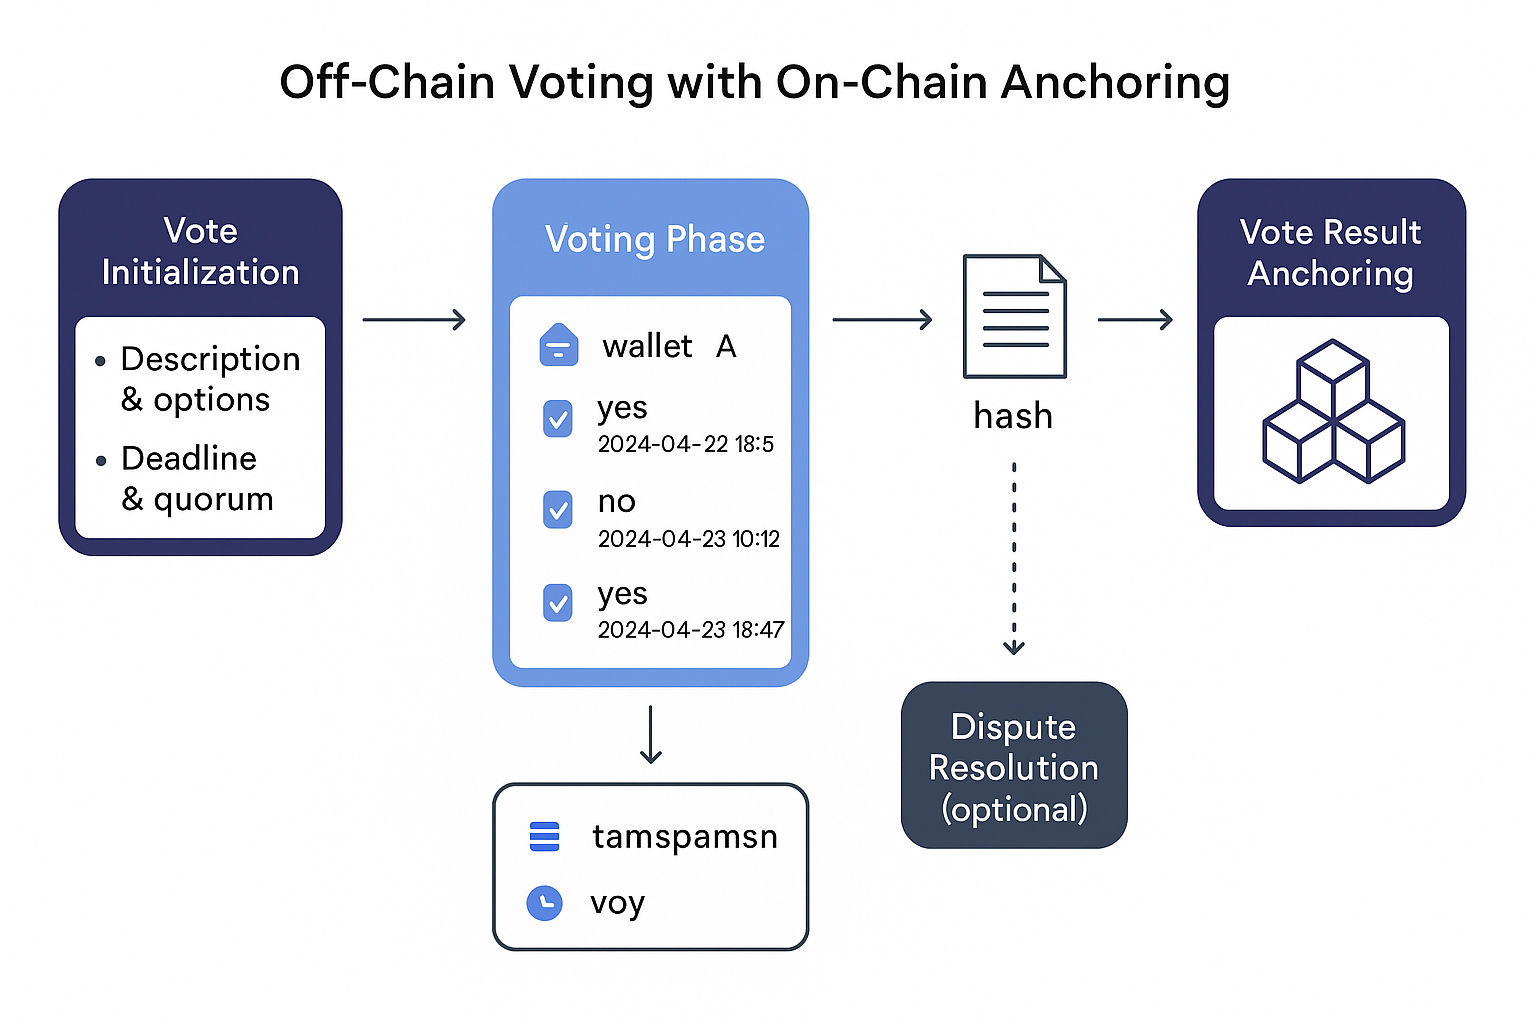 Off-Chain Voting with On-Chain Anchoring
Vote
Initialization
• Description
& options
• Deadline
& quorum
Voting Phase
wallet A
yes
2024-04-22 18:5
no
2024-04-23 10:12
yes
2024-04-23 18:47
tamspamsn
voy
hash
Dispute
Resolution
(optional)
Vote Result
Anchoring